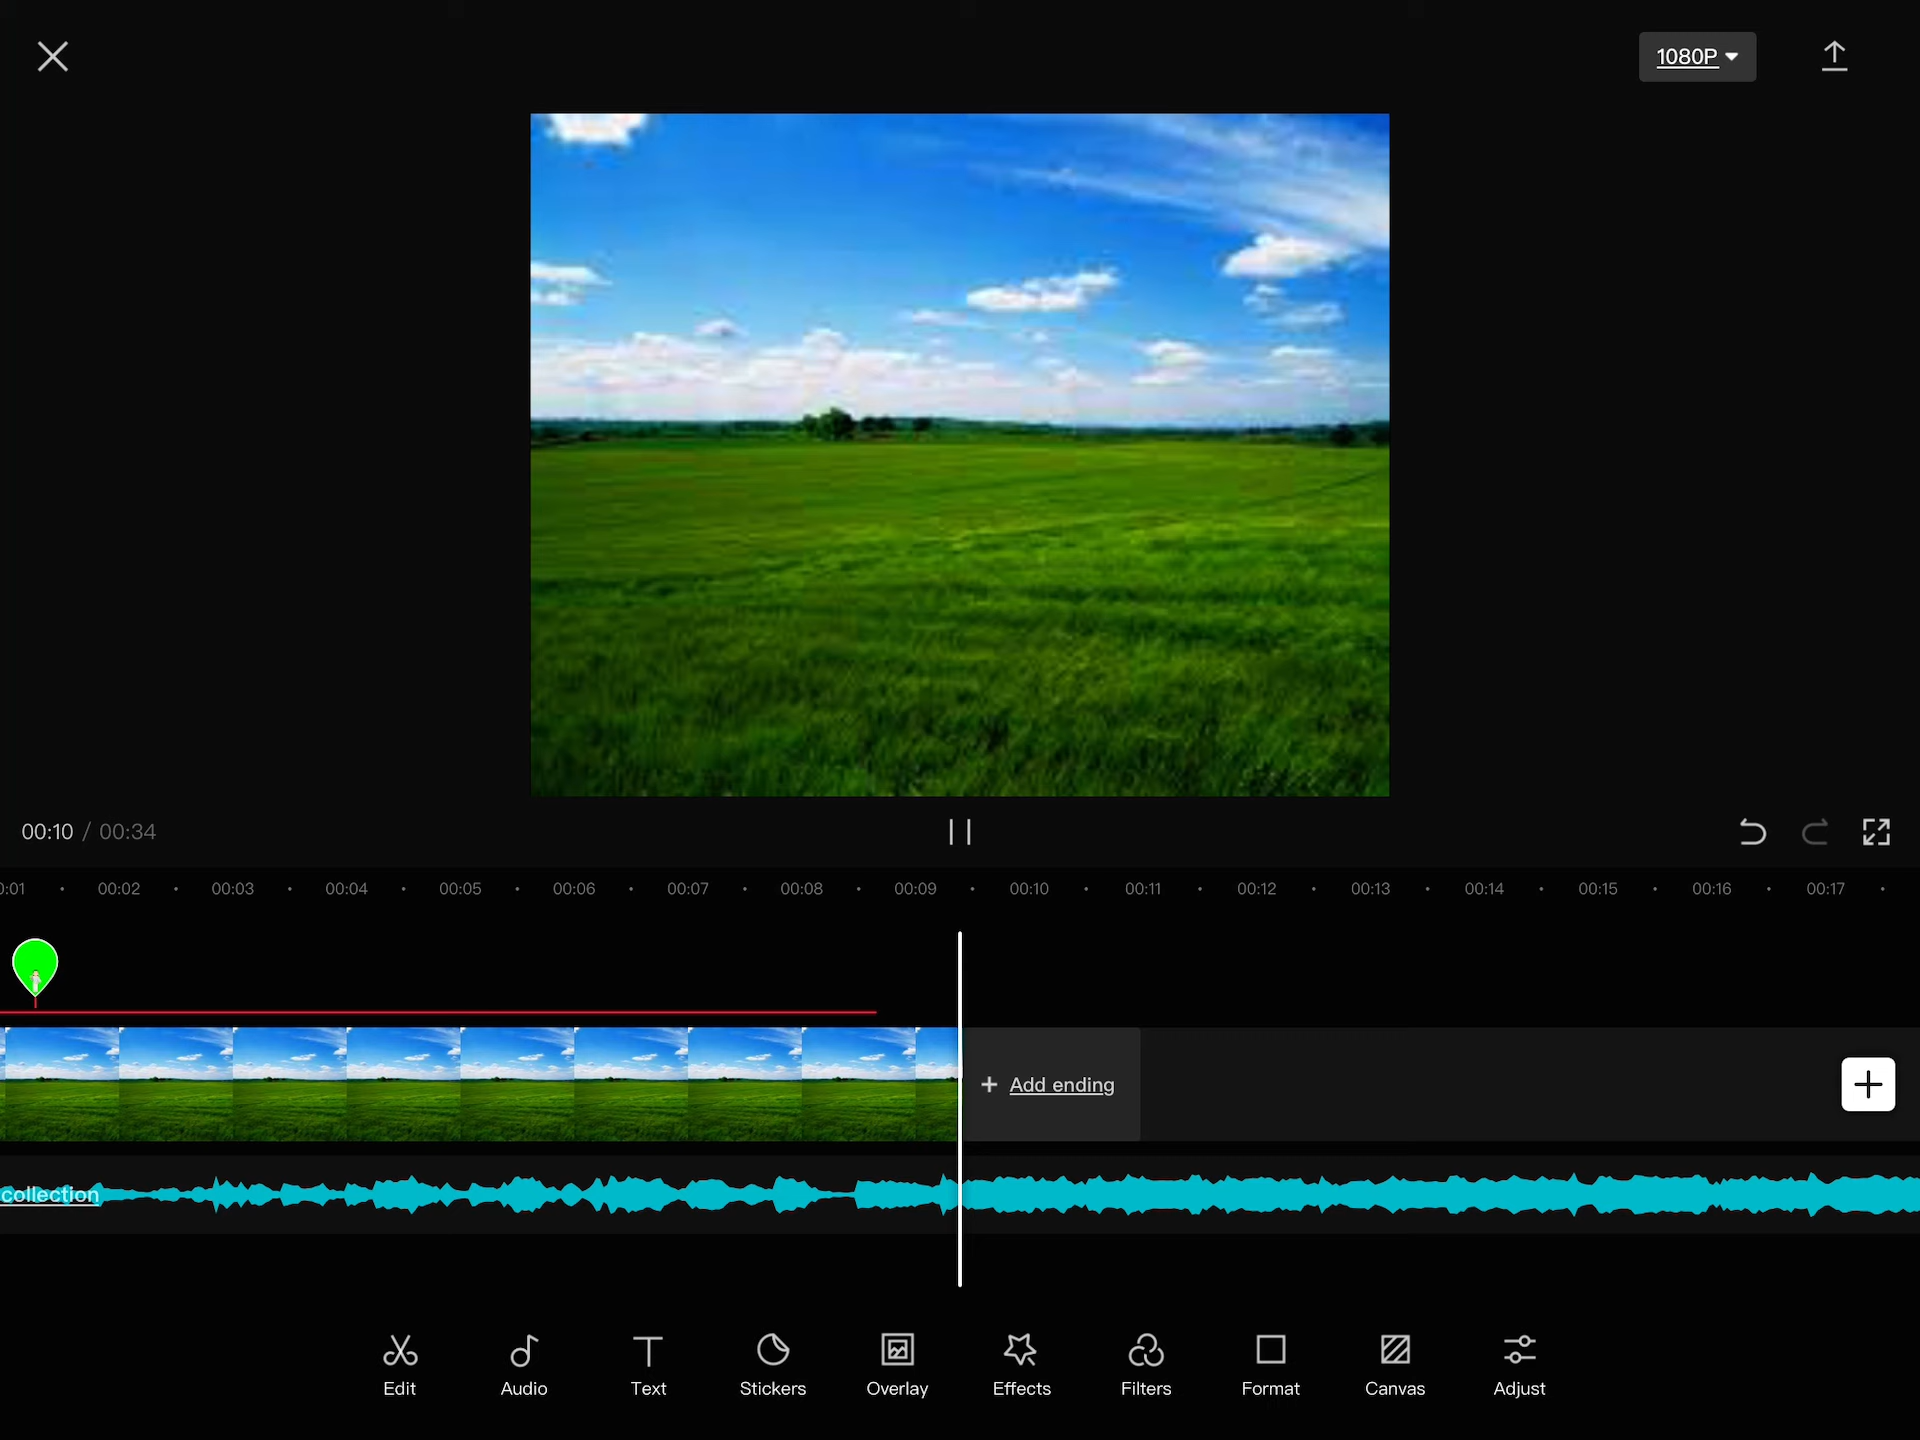 1080P
00:10 / 00:34
0:01 00:02 00:03 00:04 00:05 00:06 00:07 00:08 00:09 00:10 00:11 00:12 00:13 00:14 00:15 00:16 00:17
+ Add ending
collection
Edit Audio Text Stickers Overlay Effects Filters Format Canvas Adjust